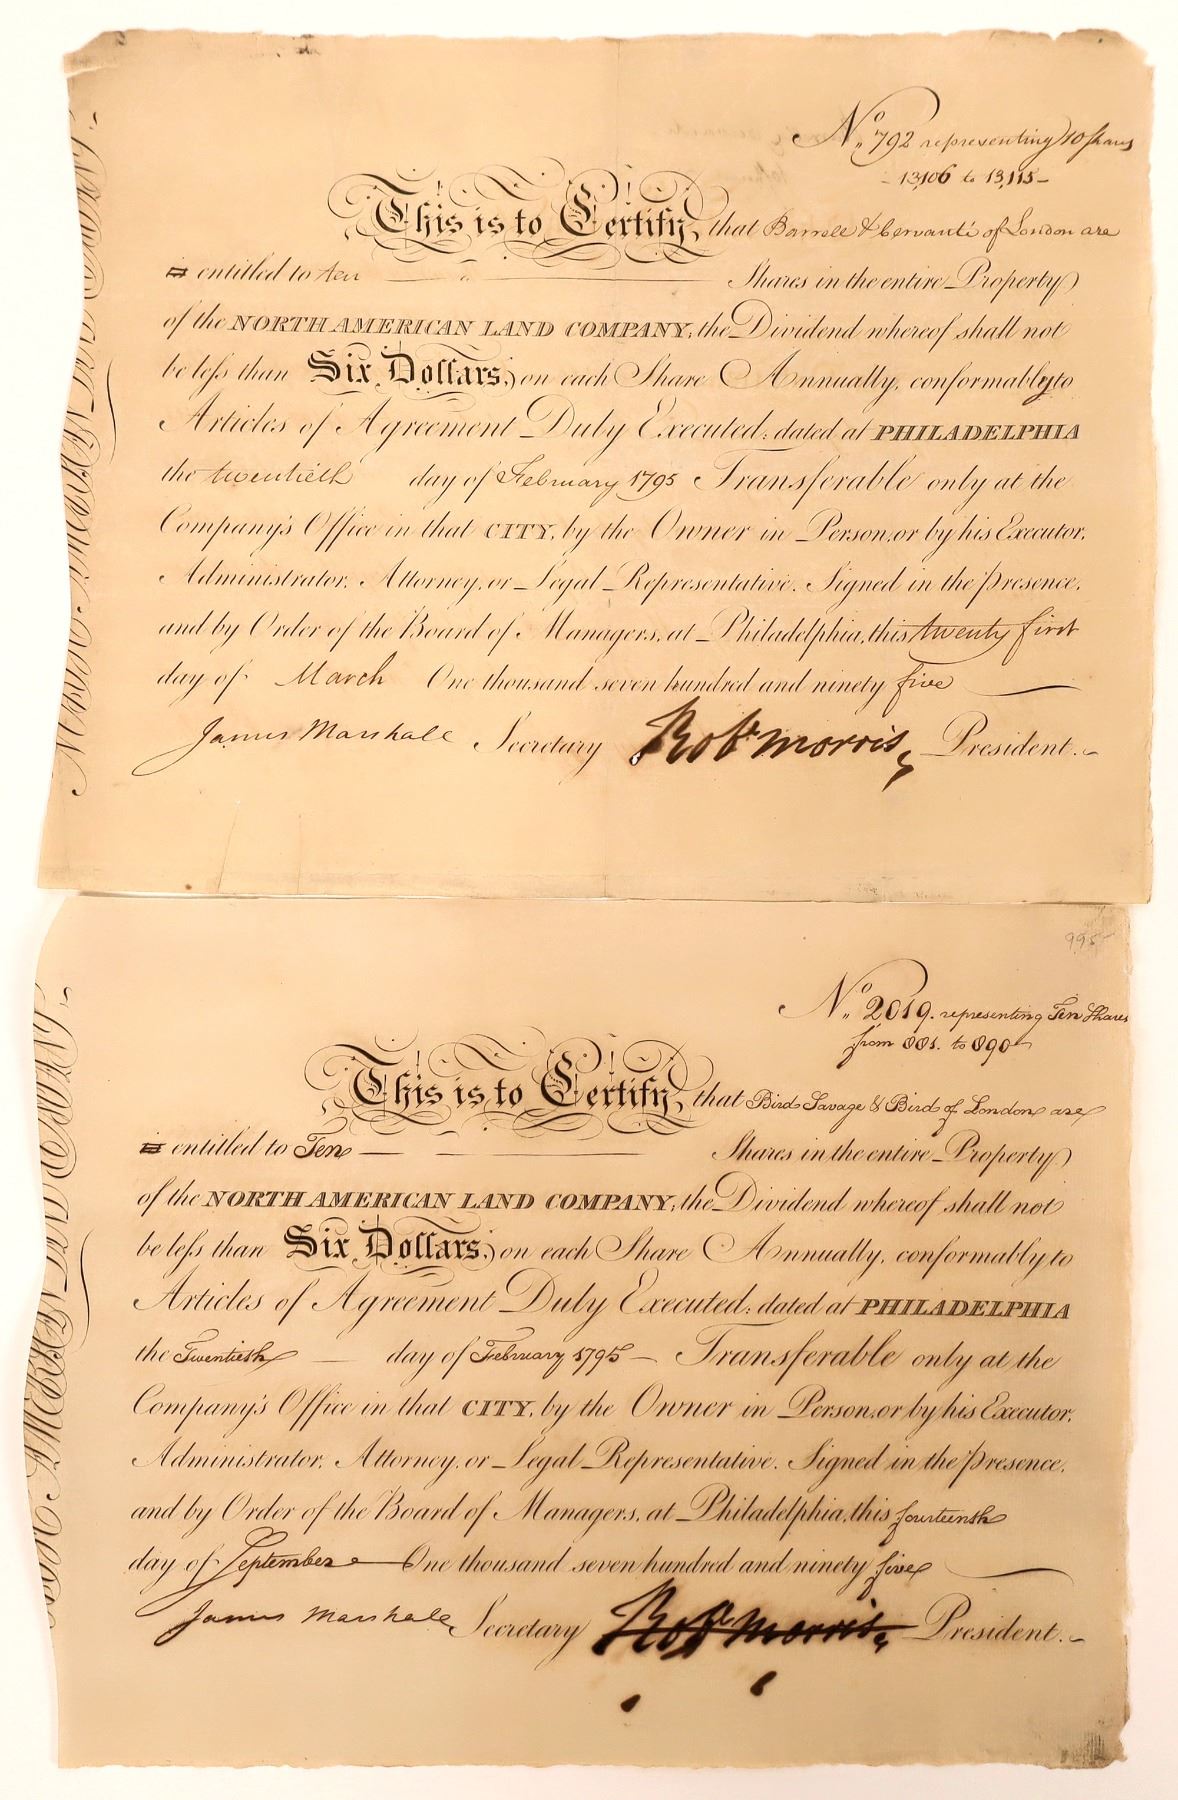 No. 792 representing 10 shares
13,106 to 13,115
This is to Certify, that Barrell & Servanté of London are
is entitled to ten Shares in the entire Property
of the NORTH AMERICAN LAND COMPANY; the Dividend whereof shall not
be less than Six Dollars, on each Share Annually, conformably to
Articles of Agreement Duly Executed: dated at PHILADELPHIA
the twentieth day of February 1795 Transferable only at the
Company's Office in that CITY, by the Owner in Person, or by his Executor,
Administrator, Attorney, or Legal Representative. Signed in the presence,
and by Order of the Board of Managers, at Philadelphia, this twenty first
day of March One thousand seven hundred and ninety five
James Marshall Secretary Robt Morris President.
NORTH AMERICAN LAND COMPANY.
995
No. 2019. representing Ten Shares
from 881. to 890
This is to Certify, that Bird Savage & Bird of London are
is entitled to Ten Shares in the entire Property
of the NORTH AMERICAN LAND COMPANY; the Dividend whereof shall not
be less than Six Dollars, on each Share Annually, conformably to
Articles of Agreement Duly Executed: dated at PHILADELPHIA
the Twentieth day of February 1795 Transferable only at the
Company's Office in that CITY, by the Owner in Person, or by his Executor,
Administrator, Attorney, or Legal Representative. Signed in the presence,
and by Order of the Board of Managers, at Philadelphia, this fourteenth
day of September One thousand seven hundred and ninety five
James Marshall Secretary Robt Morris President.
NORTH AMERICAN LAND COMPANY.